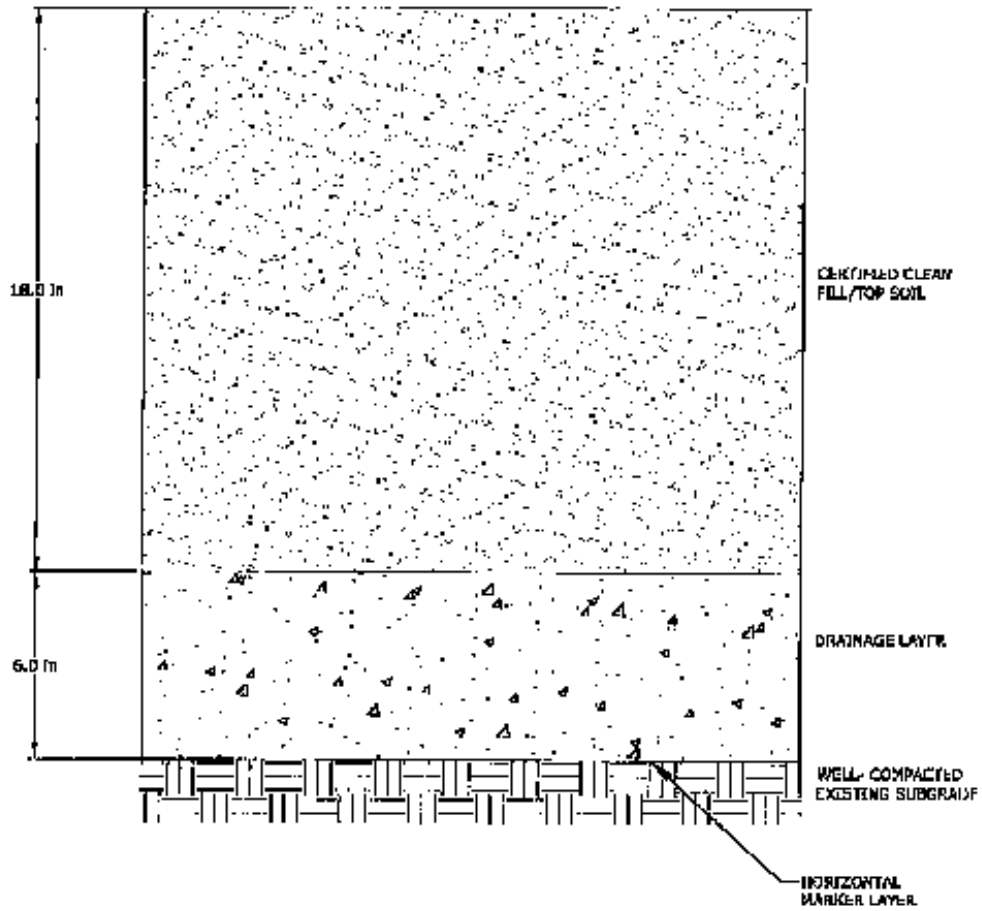 18.0 in
CERTIFIED CLEAN
FILL/TOP SOIL
6.0 in
DRAINAGE LAYER
WELL- COMPACTED
EXISTING SUBGRADE
HORIZONTAL
MARKER LAYER